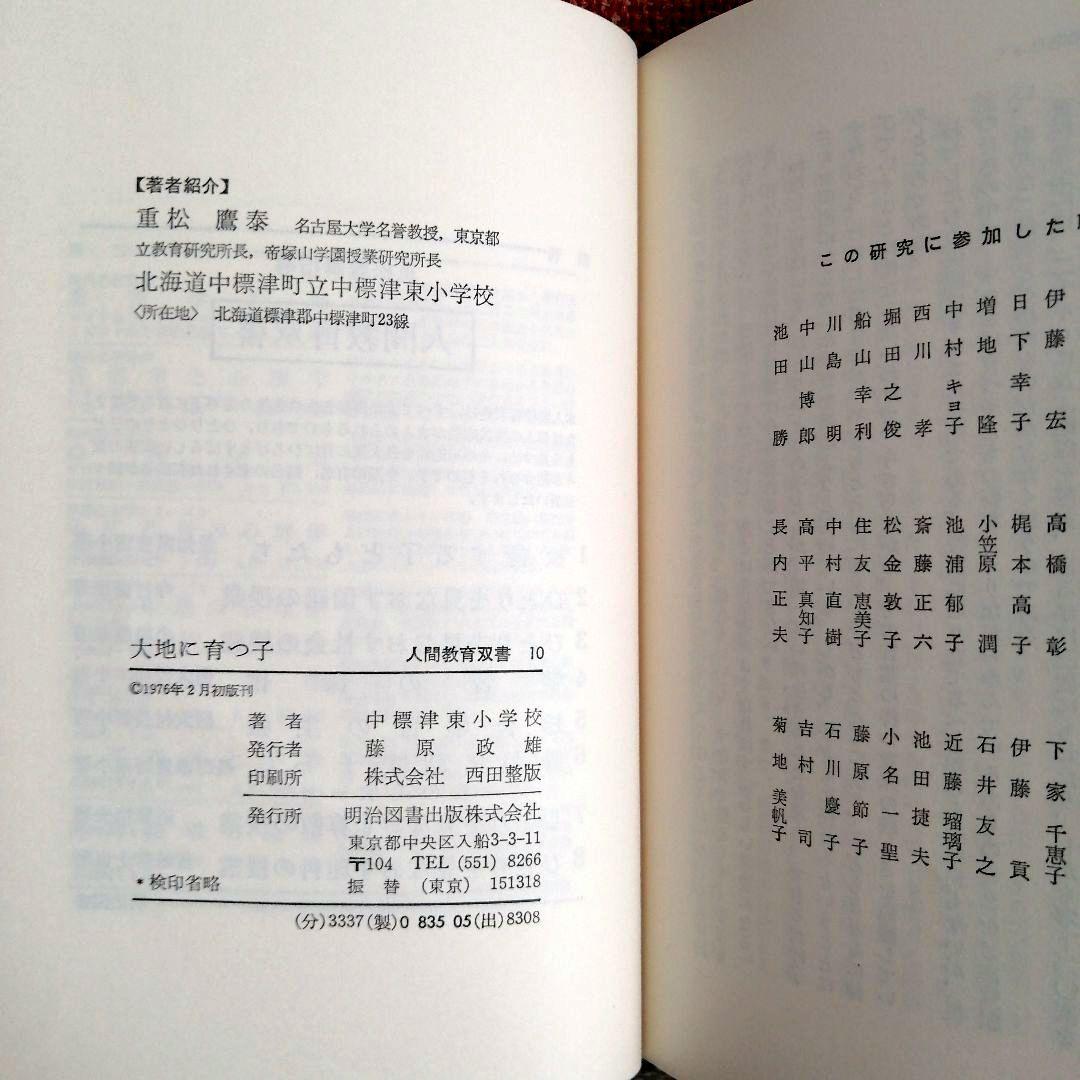 【著者紹介】
重松 鷹泰 名古屋大学名誉教授，東京都
立教育研究所長，帝塚山学園授業研究所長
北海道中標津町立中標津東小学校
〈所在地〉 北海道標津郡中標津町23線
大地に育つ子 人間教育双書 10
©1976年2月初版刊
著者 中標津東小学校
発行者 藤原政雄
印刷所 株式会社 西田整版
発行所 明治図書出版株式会社
東京都中央区入船3-3-11
〒104 TEL (551) 8266
*検印省略 振替 (東京) 151318
(分)3337(製)0 835 05(出)8308
この研究に参加した
伊藤宏
日下幸子
増地隆
中村キヨ子
西川孝
堀田之俊
船山幸利
川島明
中山博郎
池田勝
高橋彰
梶本高子
小笠原潤
池浦郁子
斎藤正六
松金敦子
住友恵美子
中村直樹
高平真知子
長内正夫
下家千恵子
伊藤貢
石井友之
近藤瑠璃子
池田捷夫
小名一聖
藤原節子
石川慶子
吉村司
菊地美帆子